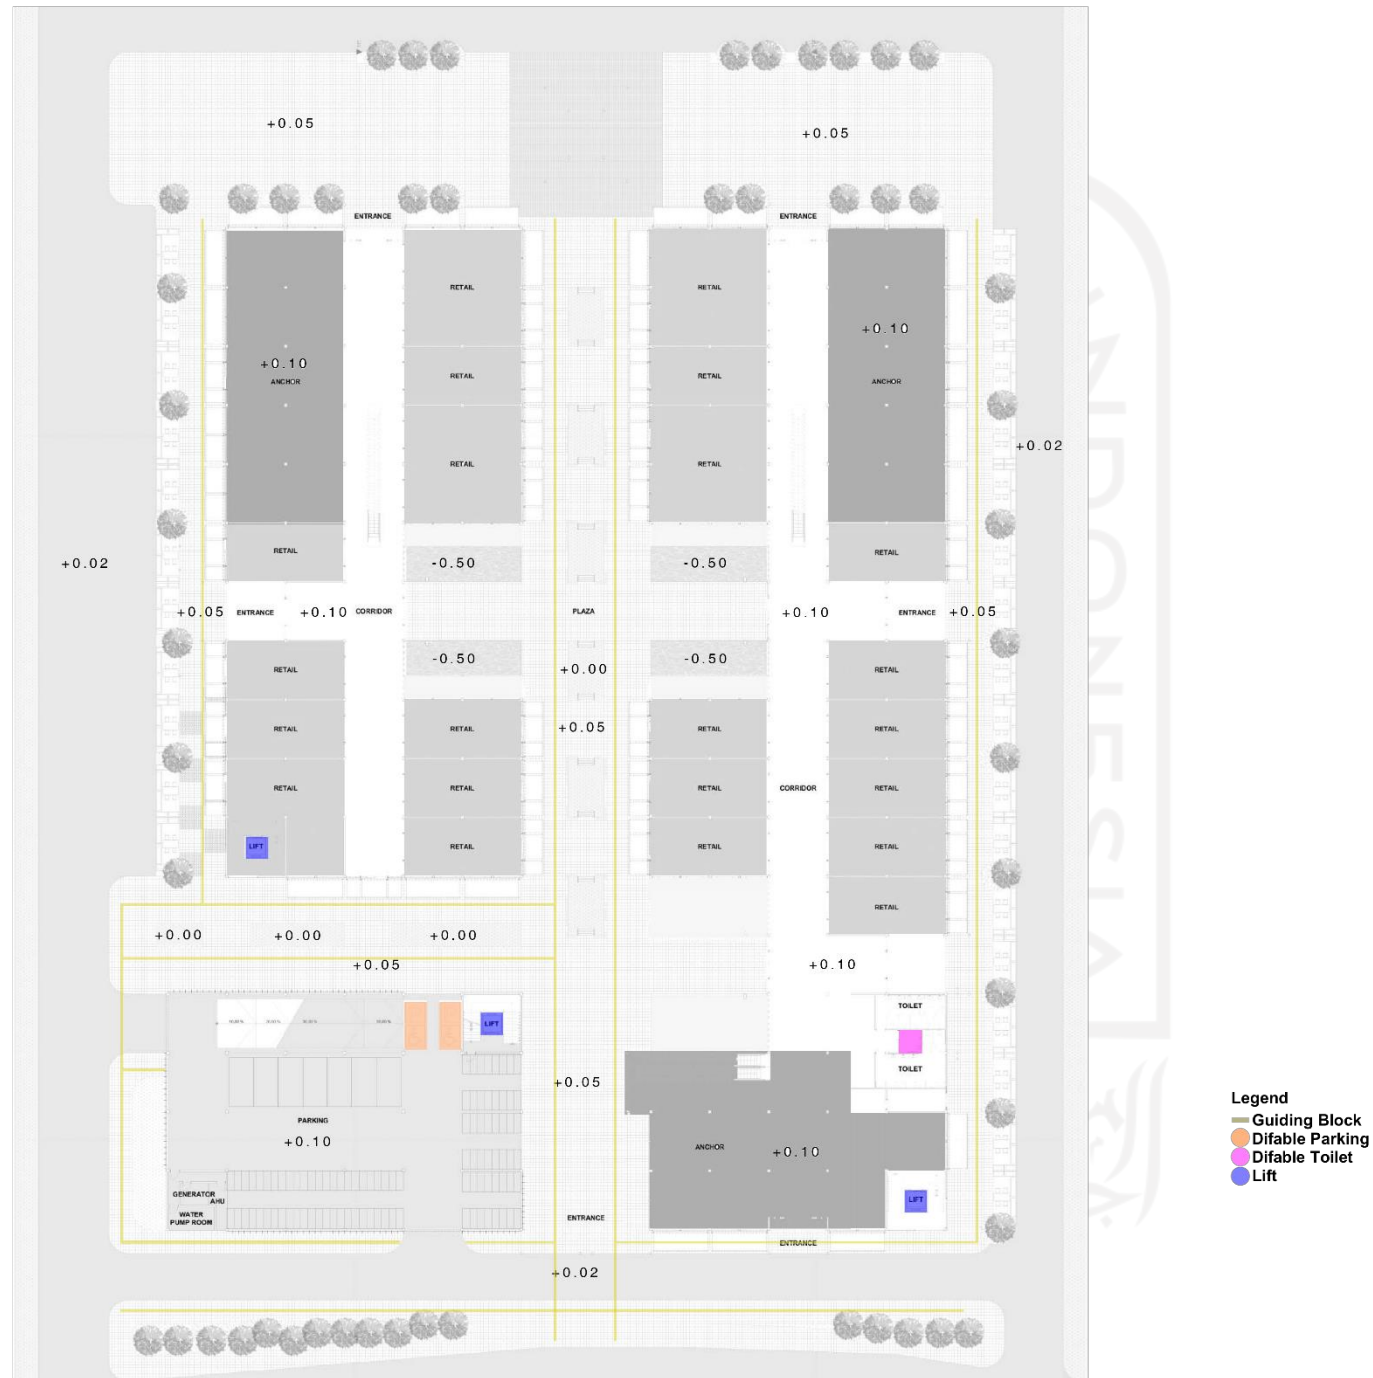 +0.05
+0.05
ENTRANCE
ENTRANCE
RETAIL
RETAIL
+0.10
+0.10
ANCHOR
RETAIL
RETAIL
ANCHOR
+0.02
RETAIL
RETAIL
RETAIL
RETAIL
+0.02
-0.50
-0.50
+0.05
ENTRANCE
+0.10
CORRIDOR
PLAZA
+0.10
ENTRANCE
+0.05
RETAIL
-0.50
+0.00
-0.50
RETAIL
RETAIL
RETAIL
+0.05
RETAIL
RETAIL
RETAIL
RETAIL
RETAIL
CORRIDOR
RETAIL
LIFT
RETAIL
RETAIL
RETAIL
RETAIL
+0.00
+0.00
+0.00
+0.05
+0.10
TOILET
LIFT
TOILET
+0.05
PARKING
+0.10
ANCHOR
+0.10
GENERATOR
AHU
WATER
PUMP ROOM
LIFT
ENTRANCE
ENTRANCE
+0.02
INDONESIA
Legend
Guiding Block
Difable Parking
Difable Toilet
Lift